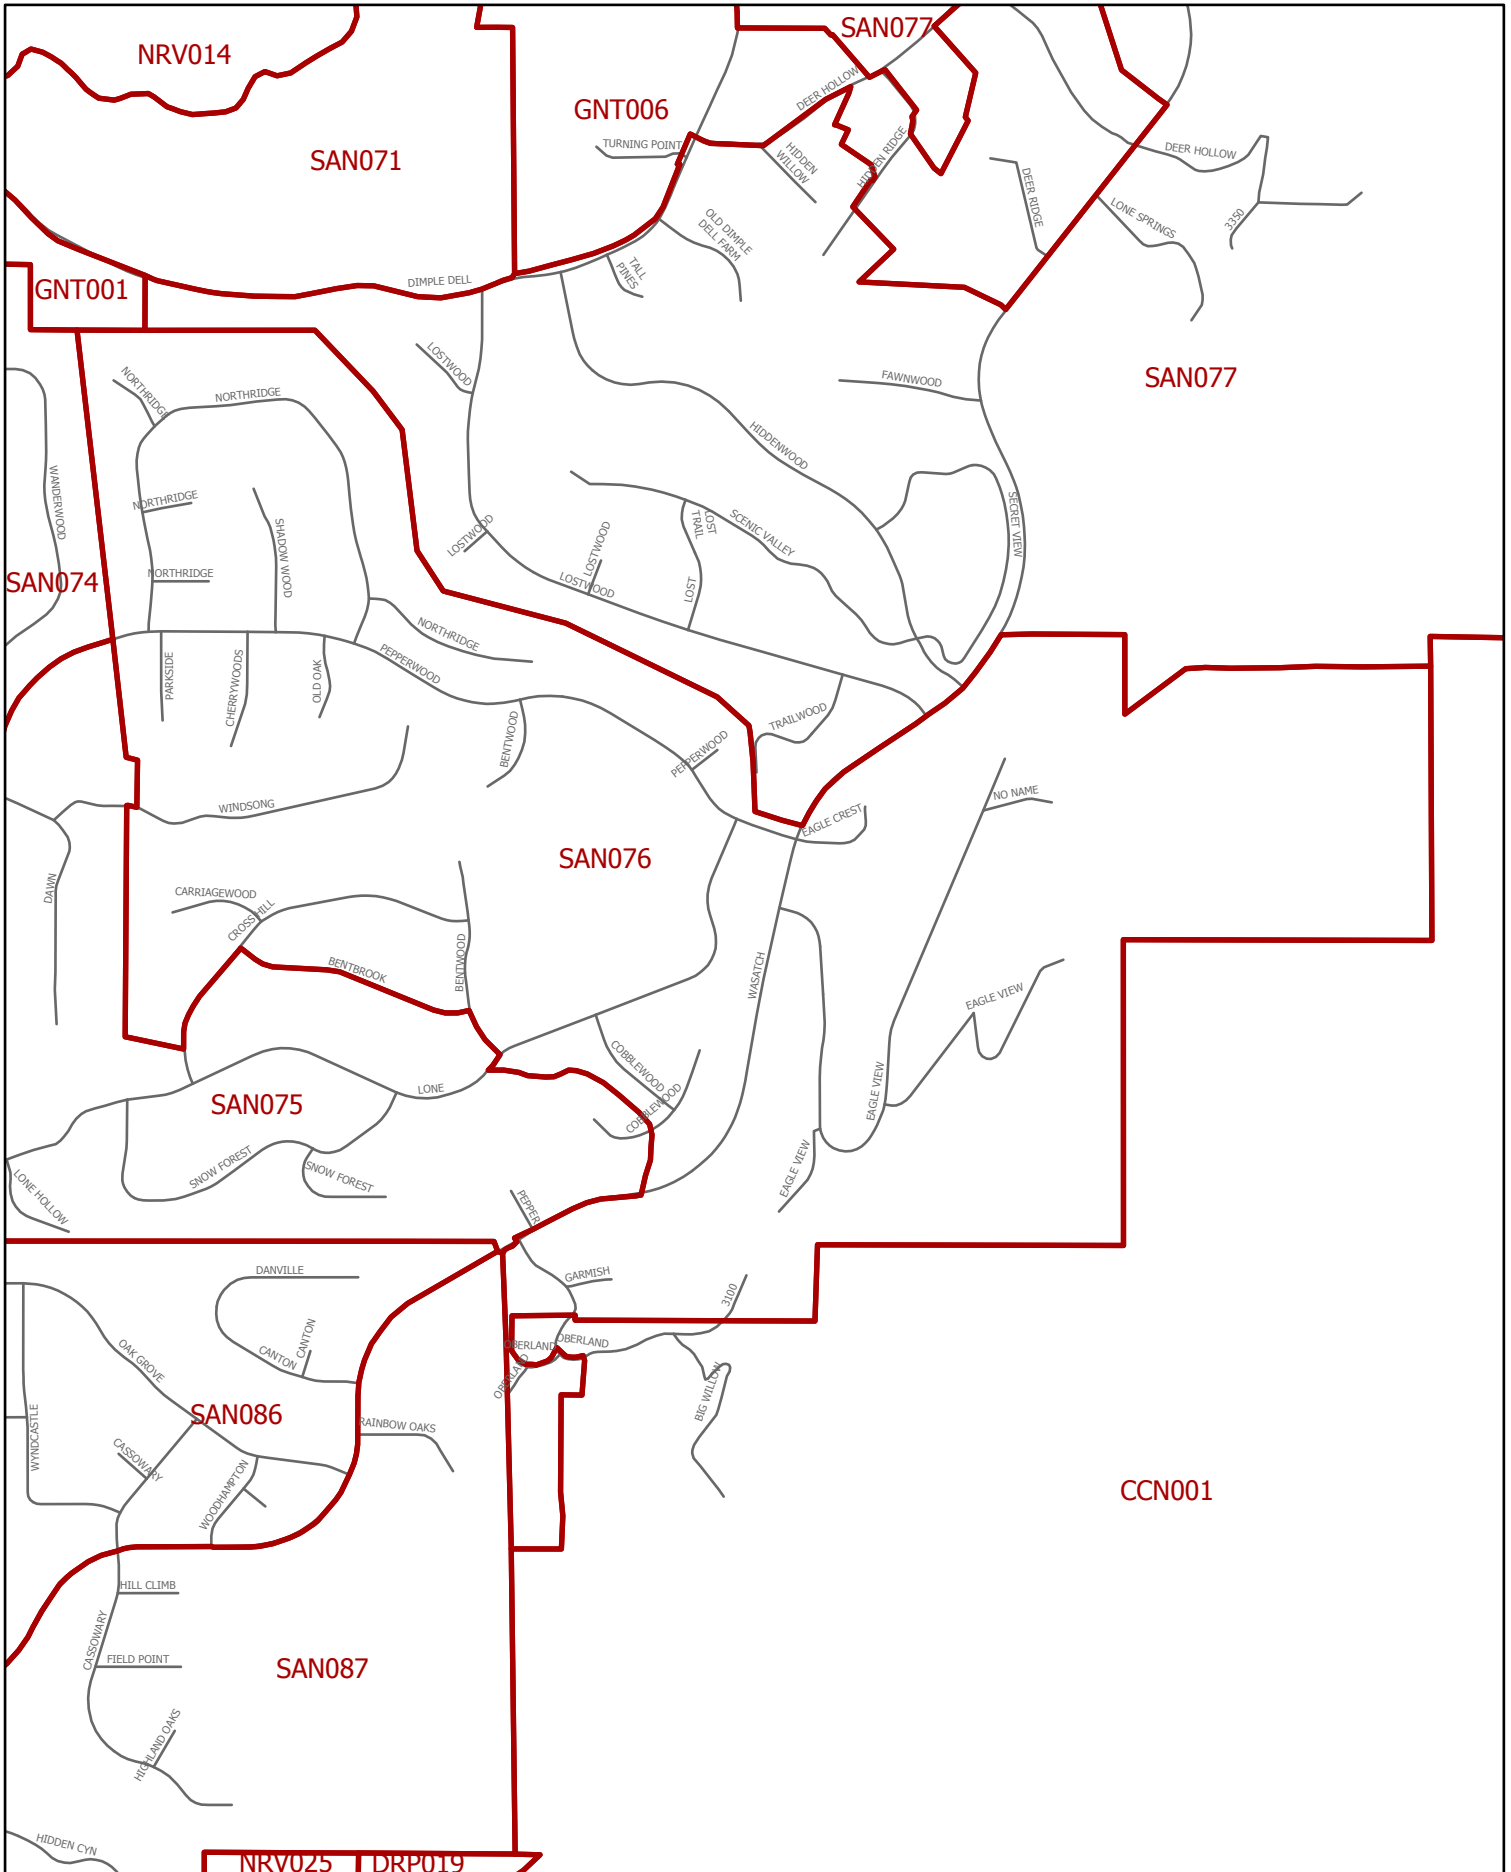 SAN077
NRV014
DEER HOLLOW
GNT006
TURNING POINT
SAN071
HIDDEN
WILLOW
HIDDEN RIDGE
DEER HOLLOW
DEER RIDGE
LONE SPRINGS
3350
OLD DIMPLE
DELL FARM
TALL
PINES
DIMPLE DELL
GNT001
LOSTWOOD
FAWNWOOD
SAN077
NORTHRIDGE
NORTHRIDGE
HIDDENWOOD
WANDERWOOD
NORTHRIDGE
SHADOW WOOD
LOSTWOOD
LOSTWOOD
LOST
TRAIL
SCENIC VALLEY
SECRET VIEW
SAN074
NORTHRIDGE
LOSTWOOD
LOST
NORTHRIDGE
PEPPERWOOD
PARKSIDE
CHERRYWOODS
OLD OAK
BENTWOOD
PEPPERWOOD
TRAILWOOD
WINDSONG
NO NAME
EAGLE CREST
SAN076
DAWN
CARRIAGEWOOD
CROSS HILL
BENTBROOK
BENTWOOD
WASATCH
EAGLE VIEW
COBBLEWOOD
COBBLEWOOD
LONE
SAN075
EAGLE VIEW
EAGLE VIEW
SNOW FOREST
SNOW FOREST
LONE HOLLOW
PEPPER
DANVILLE
GARMISH
3100
OAK GROVE
CANTON
CANTON
OBERLAND
OBERLAND
OBERLAND
BIG WILLOW
SAN086
RAINBOW OAKS
WYNDCASTLE
CASSOWARY
WOODHAMPTON
CCN001
HILL CLIMB
CASSOWARY
FIELD POINT
SAN087
HIGHLAND OAKS
HIDDEN CYN
NRV025
DRP019